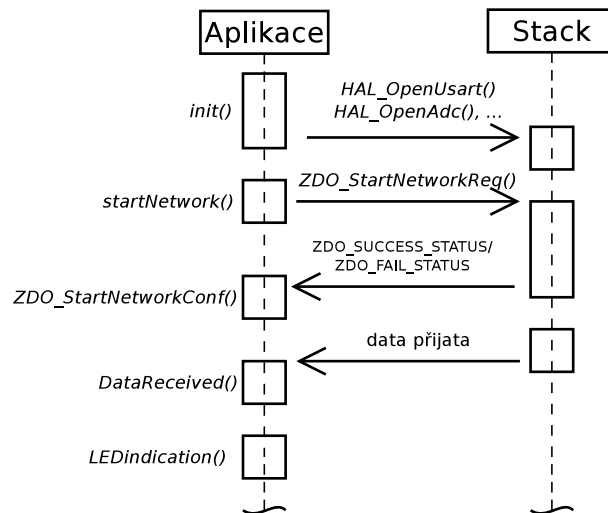 Aplikace
Stack
init()
HAL_OpenUsart()
HAL_OpenAdc(), ...
startNetwork()
ZDO_StartNetworkReq()
ZDO_SUCCESS_STATUS/
ZDO_FAIL_STATUS
ZDO_StartNetworkConf()
data přijata
DataReceived()
LEDindication()